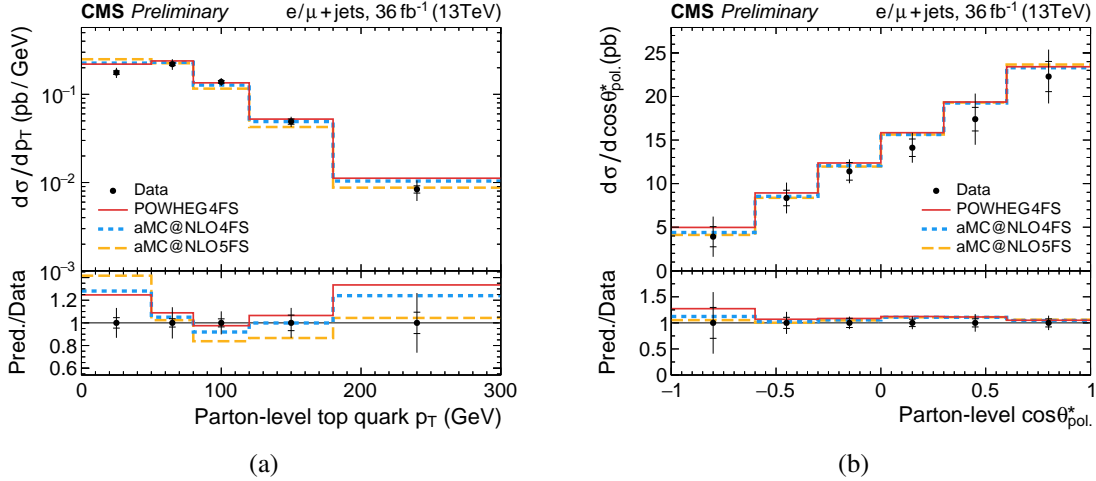 CMS Preliminary e/μ+jets, 36 fb⁻¹ (13TeV)
dσ/dp_T (pb/GeV)
10⁻¹
10⁻²
10⁻³
Data
POWHEG4FS
aMC@NLO4FS
aMC@NLO5FS
Pred./Data
1.4
1.2
1
0.8
0.6
0 100 200 300
Parton-level top quark p_T (GeV)
(a)
CMS Preliminary e/μ+jets, 36 fb⁻¹ (13TeV)
dσ/dcosθ*_pol. (pb)
25
20
15
10
5
0
Data
POWHEG4FS
aMC@NLO4FS
aMC@NLO5FS
Pred./Data
1.5
1
0.5
0
−1 −0.5 0 0.5 1
Parton-level cosθ*_pol.
(b)